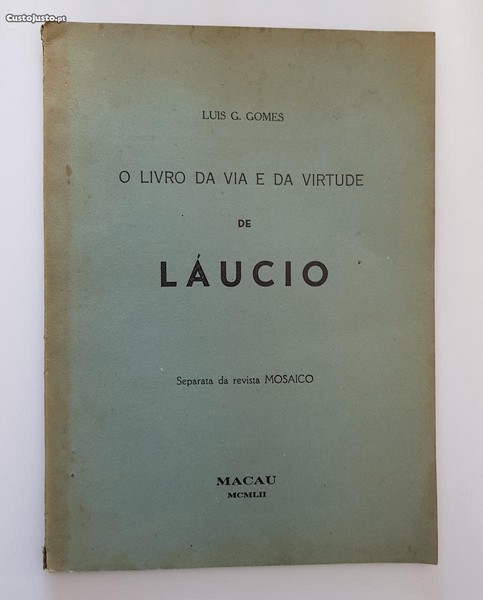 CustoJusto.pt
LUIS G. GOMES
O LIVRO DA VIA E DA VIRTUDE
DE
LÁUCIO
Separata da revista MOSAICO
MACAU
MCMLII